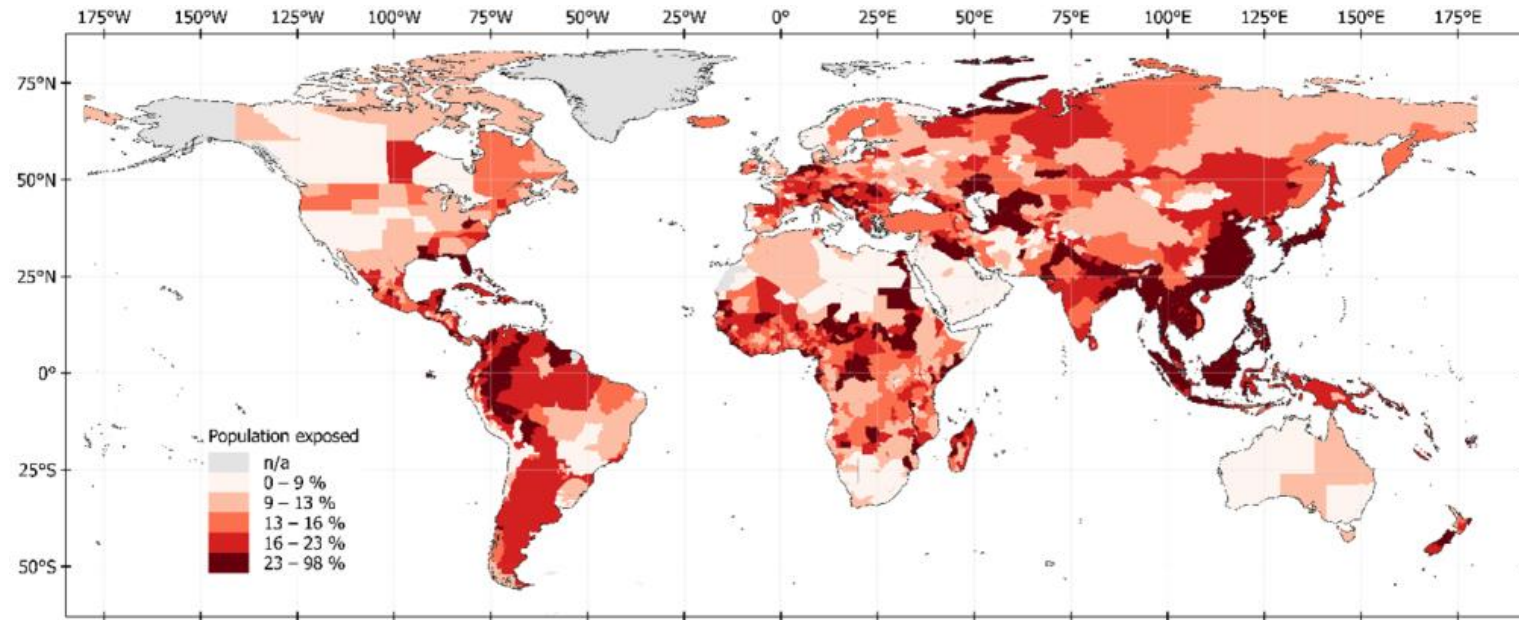 175°W 150°W 125°W 100°W 75°W 50°W 25°W 0° 25°E 50°E 75°E 100°E 125°E 150°E 175°E
75°N
50°N
25°N
0°
25°S
50°S
Population exposed
n/a
0 – 9 %
9 – 13 %
13 – 16 %
16 – 23 %
23 – 98 %